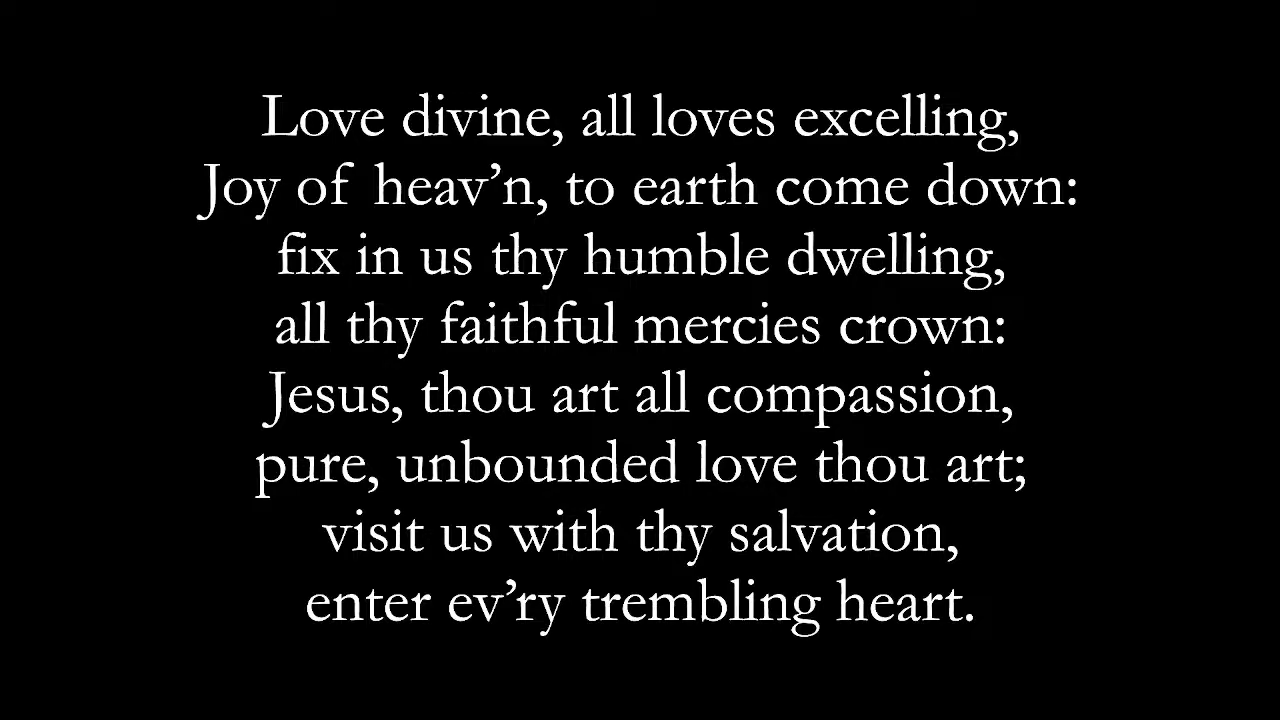 Love divine, all loves excelling,
Joy of heav’n, to earth come down:
fix in us thy humble dwelling,
all thy faithful mercies crown:
Jesus, thou art all compassion,
pure, unbounded love thou art;
visit us with thy salvation,
enter ev’ry trembling heart.